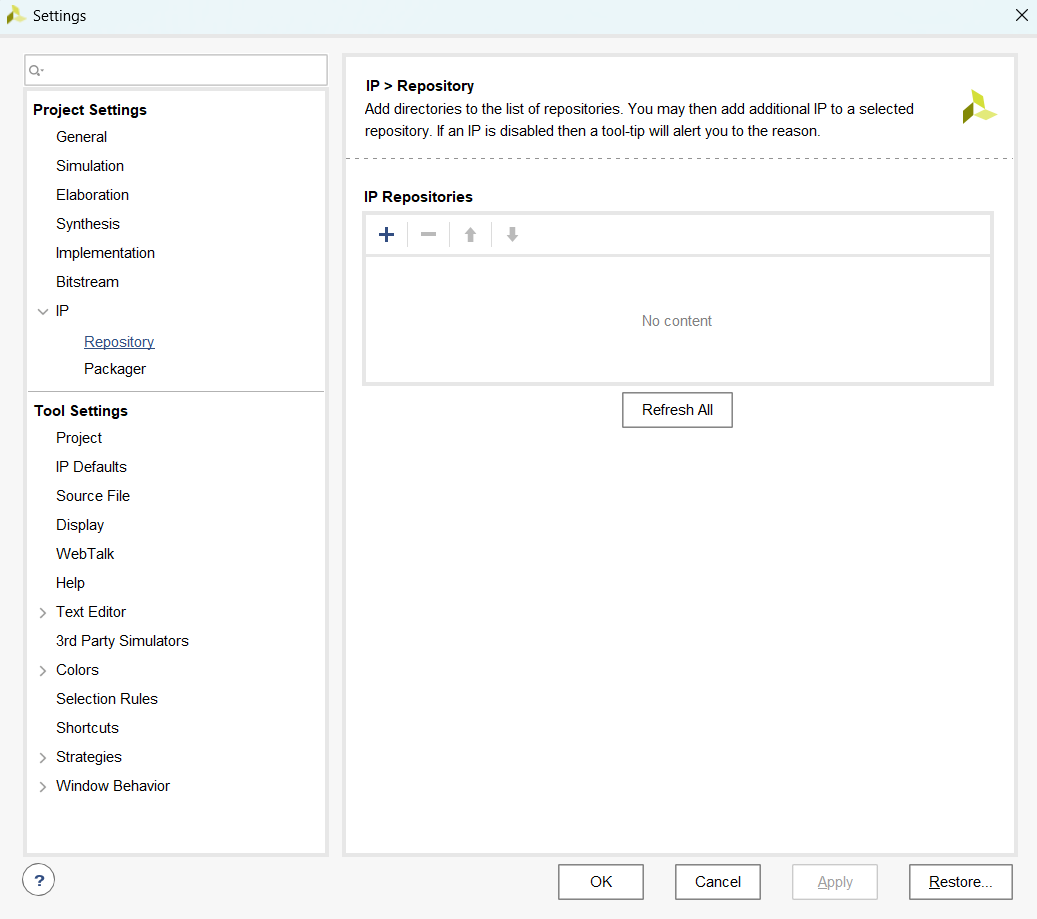 Settings
Project Settings
General
Simulation
Elaboration
Synthesis
Implementation
Bitstream
IP
Repository
Packager
Tool Settings
Project
IP Defaults
Source File
Display
WebTalk
Help
Text Editor
3rd Party Simulators
Colors
Selection Rules
Shortcuts
Strategies
Window Behavior
IP > Repository
Add directories to the list of repositories. You may then add additional IP to a selected
repository. If an IP is disabled then a tool-tip will alert you to the reason.
IP Repositories
No content
Refresh All
?
OK
Cancel
Apply
Restore...